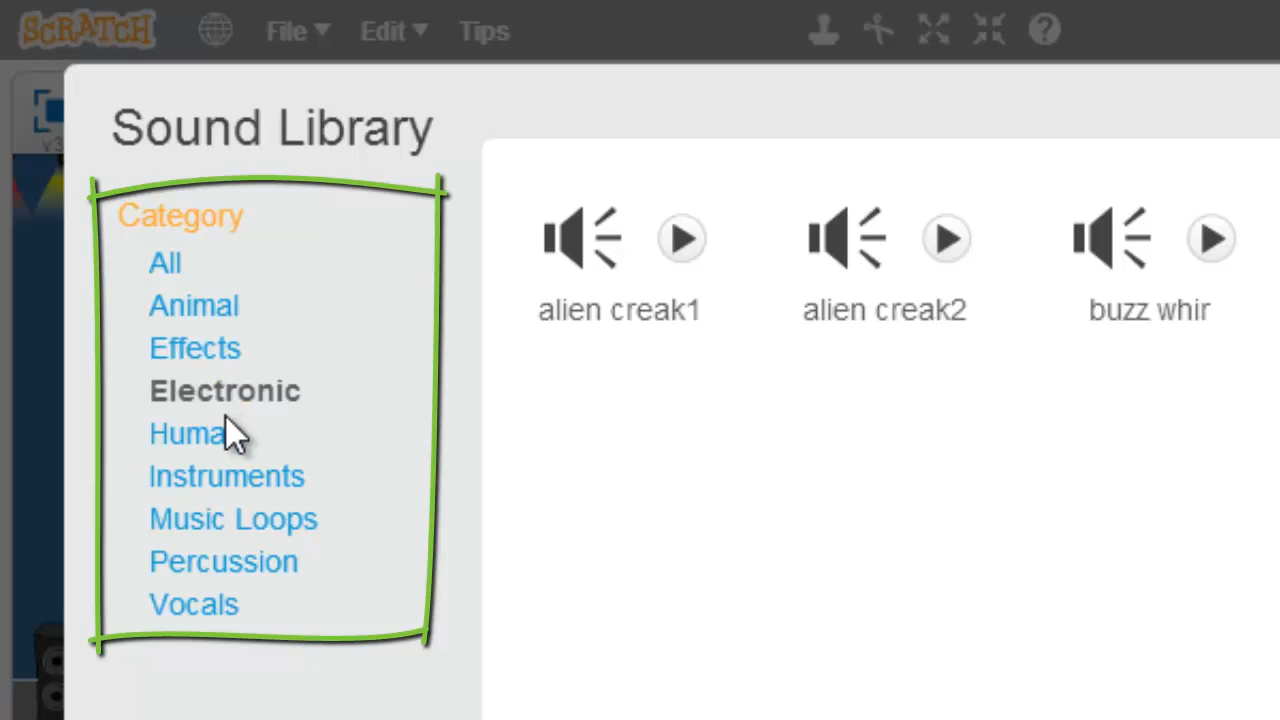 SCRATCH File Edit Tips
v3
Sound Library
Category
All
Animal
Effects
Electronic
Huma
Instruments
Music Loops
Percussion
Vocals
alien creak1 alien creak2 buzz whir